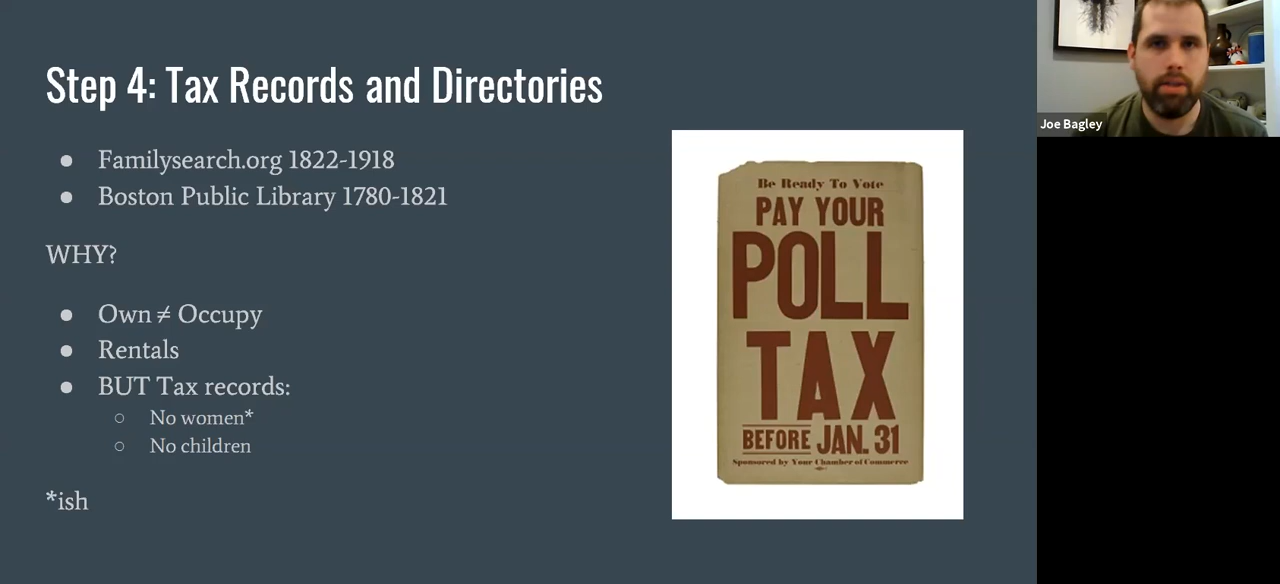 Step 4: Tax Records and Directories
● Familysearch.org 1822-1918
● Boston Public Library 1780-1821
WHY?
● Own ≠ Occupy
● Rentals
● BUT Tax records:
○ No women*
○ No children
*ish
Be Ready To Vote
PAY YOUR
POLL
TAX
BEFORE JAN. 31
Sponsored by Your Chamber of Commerce
Joe Bagley